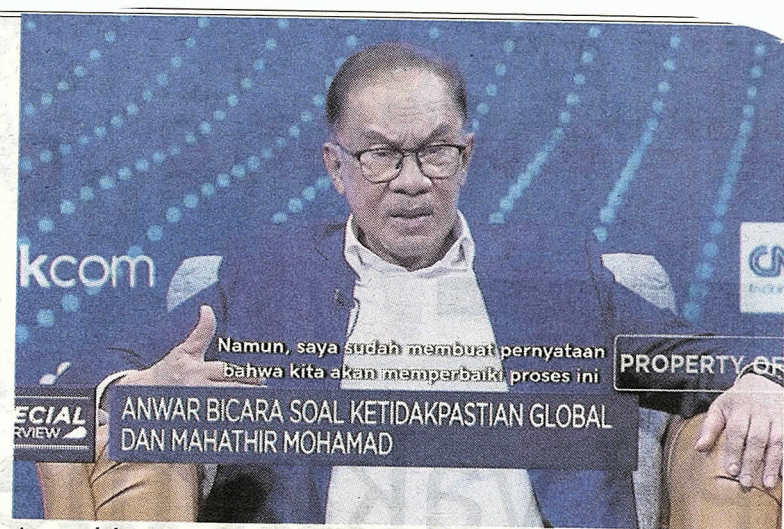 kcom
CN
Namun, saya sudah membuat pernyataan
bahwa kita akan memperbaiki proses ini
PROPERTY OF
ECIAL
RVIEW
ANWAR BICARA SOAL KETIDAKPASTIAN GLOBAL
DAN MAHATHIR MOHAMAD